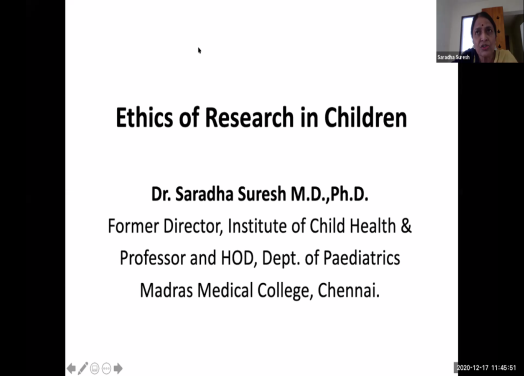 Saradha Suresh
Ethics of Research in Children
Dr. Saradha Suresh M.D.,Ph.D.
Former Director, Institute of Child Health &
Professor and HOD, Dept. of Paediatrics
Madras Medical College, Chennai.
2020-12-17 11:45:51